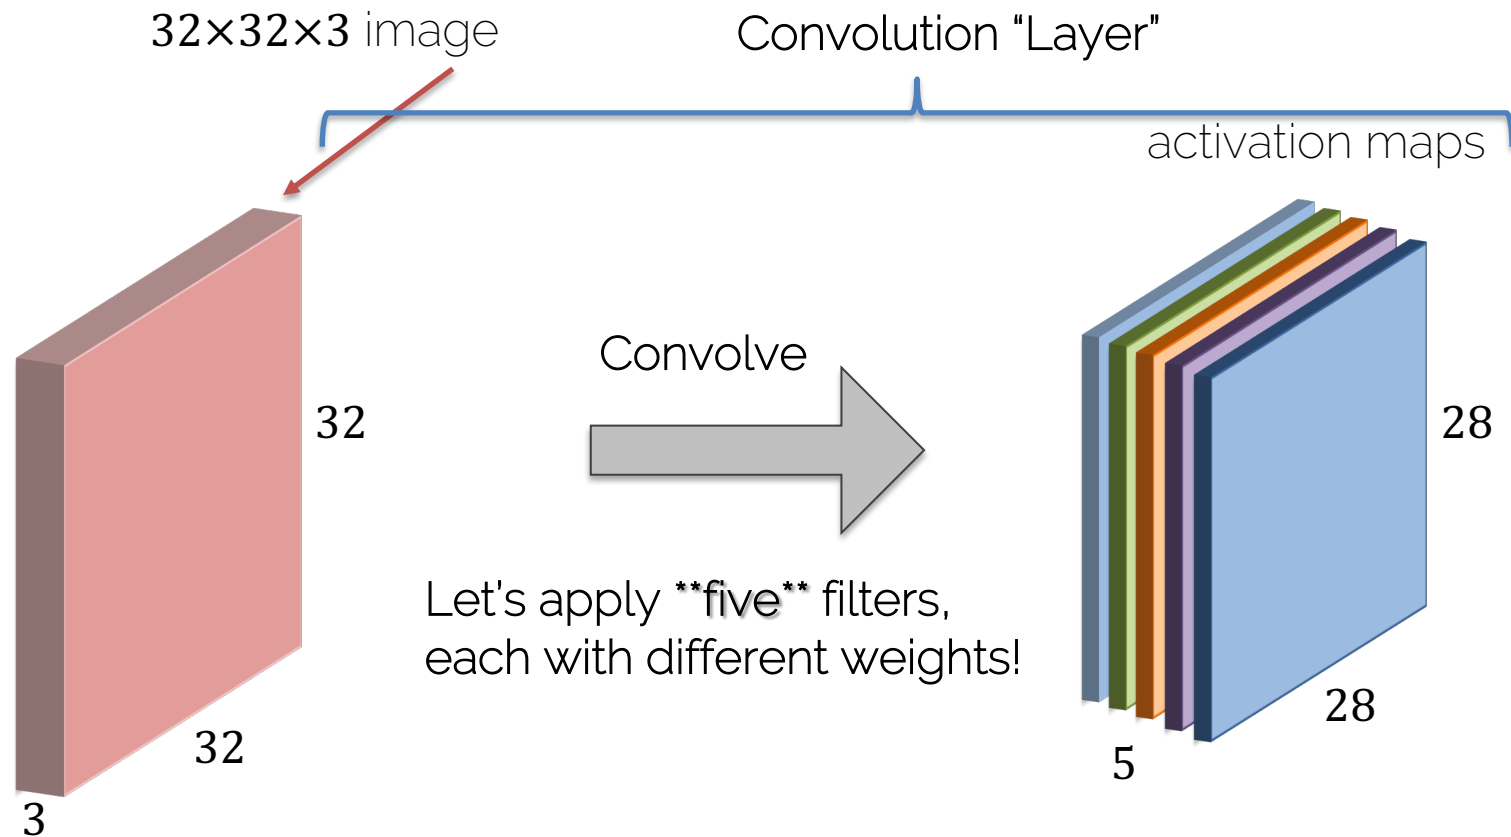 32×32×3 image
Convolution “Layer”
activation maps
Convolve
32
28
Let's apply **five** filters,
each with different weights!
32
3
28
5